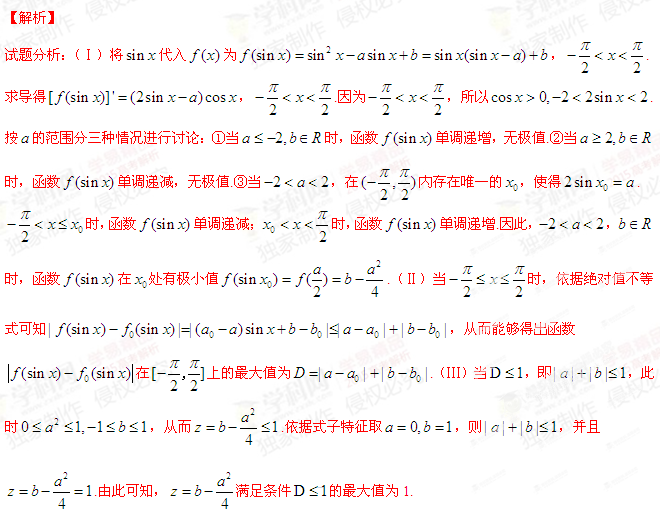 【解析】
试题分析：（Ⅰ）将 sin x 代入 f(x) 为 f(sin x) = sin² x − a sin x + b = sin x(sin x − a) + b，−π/2 < x < π/2.
求导得 [f(sin x)]' = (2sin x − a)cos x，−π/2 < x < π/2.因为 −π/2 < x < π/2，所以 cos x > 0, −2 < 2sin x < 2.
按 a 的范围分三种情况进行讨论：①当 a ≤ −2, b ∈ R 时，函数 f(sin x) 单调递增，无极值.②当 a ≥ 2, b ∈ R
时，函数 f(sin x) 单调递减，无极值.③当 −2 < a < 2，在 (−π/2, π/2) 内存在唯一的 x₀，使得 2sin x₀ = a.
−π/2 < x ≤ x₀ 时，函数 f(sin x) 单调递减；x₀ < x < π/2 时，函数 f(sin x) 单调递增.因此，−2 < a < 2，b ∈ R
时，函数 f(sin x) 在 x₀ 处有极小值 f(sin x₀) = f(a/2) = b − a²/4.（Ⅱ）当 −π/2 ≤ x ≤ π/2 时，依据绝对值不等
式可知 | f(sin x) − f₀(sin x) |=| (a₀ − a)sin x + b − b₀ |≤| a − a₀ | + | b − b₀ |，从而能够得出函数
|f(sin x) − f₀(sin x)| 在 [−π/2, π/2] 上的最大值为 D =| a − a₀ | + | b − b₀ |.（III）当 D ≤ 1，即 | a | + | b |≤ 1，此
时 0 ≤ a² ≤ 1, −1 ≤ b ≤ 1，从而 z = b − a²/4 ≤ 1.依据式子特征取 a = 0, b = 1，则 | a | + | b |≤ 1，并且
z = b − a²/4 = 1.由此可知，z = b − a²/4 满足条件 D ≤ 1 的最大值为 1.